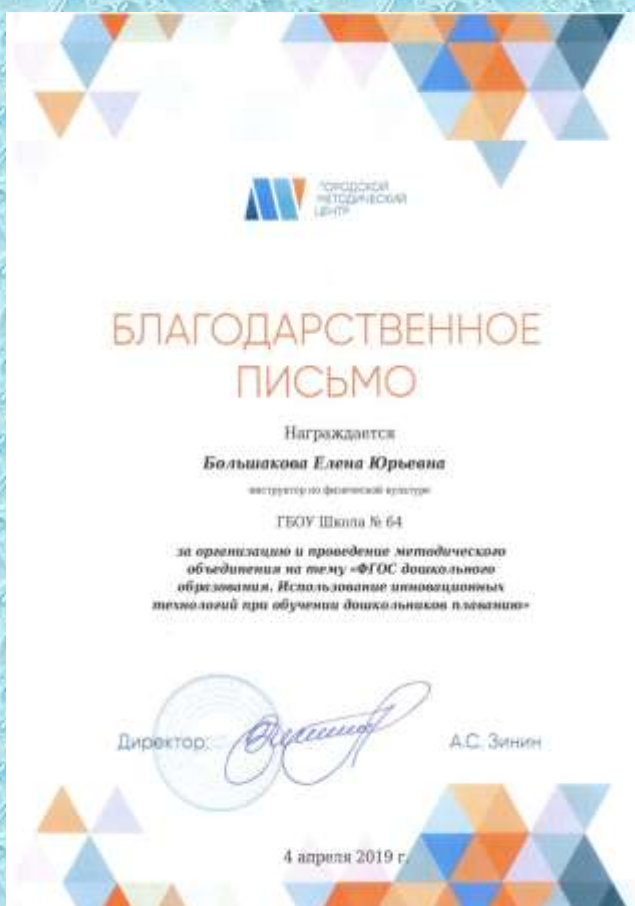 ГОРОДСКОЙ
МЕТОДИЧЕСКИЙ
ЦЕНТР
БЛАГОДАРСТВЕННОЕ
ПИСЬМО
Награждается
Большакова Елена Юрьевна
инструктор по физической культуре
ГБОУ Школа № 64
за организацию и проведение методического
объединения на тему «ФГОС дошкольного
образования. Использование инновационных
технологий при обучении дошкольников плаванию»
Директор: А.С. Зинин
4 апреля 2019 г.